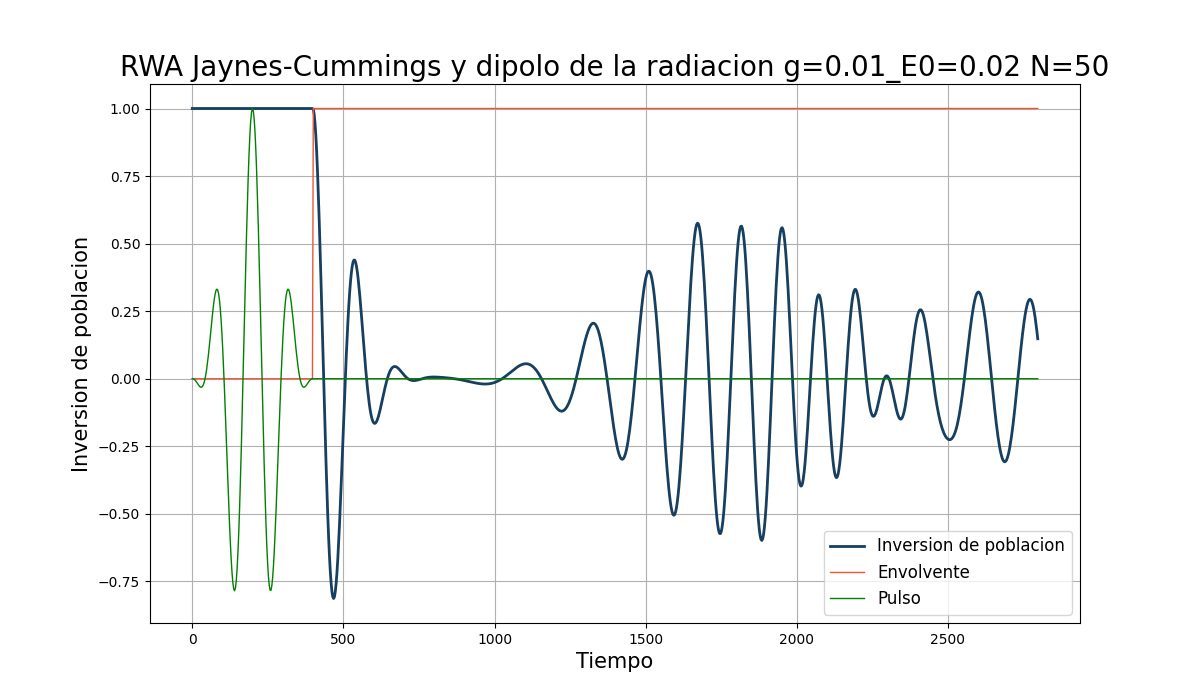 RWA Jaynes-Cummings y dipolo de la radiacion g=0.01_E0=0.02 N=50
Inversion de poblacion
1.00
0.75
0.50
0.25
0.00
−0.25
−0.50
−0.75
Inversion de poblacion
Envolvente
Pulso
0
500
1000
1500
2000
2500
Tiempo